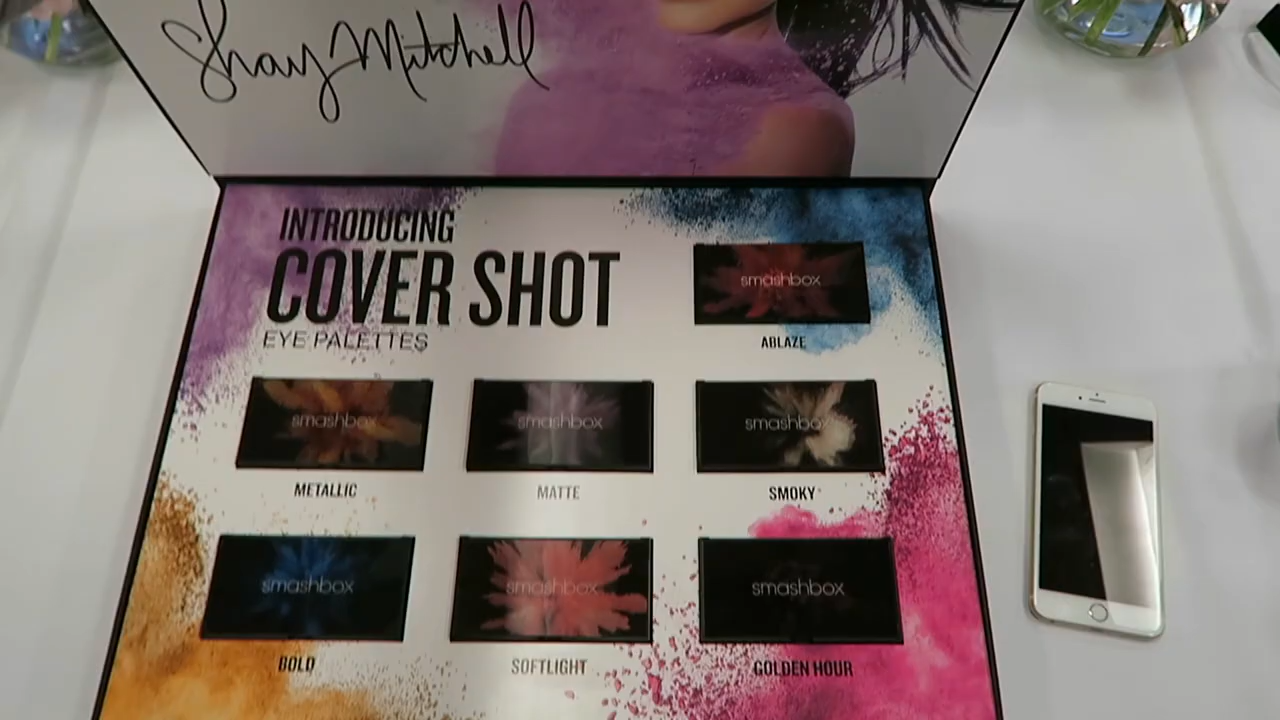 Shay Mitchell
INTRODUCING
COVER SHOT
EYE PALETTES
smashbox
ABLAZE
smashbox
smashbox
smashbox
METALLIC
MATTE
SMOKY
smashbox
smashbox
smashbox
BOLD
SOFTLIGHT
GOLDEN HOUR